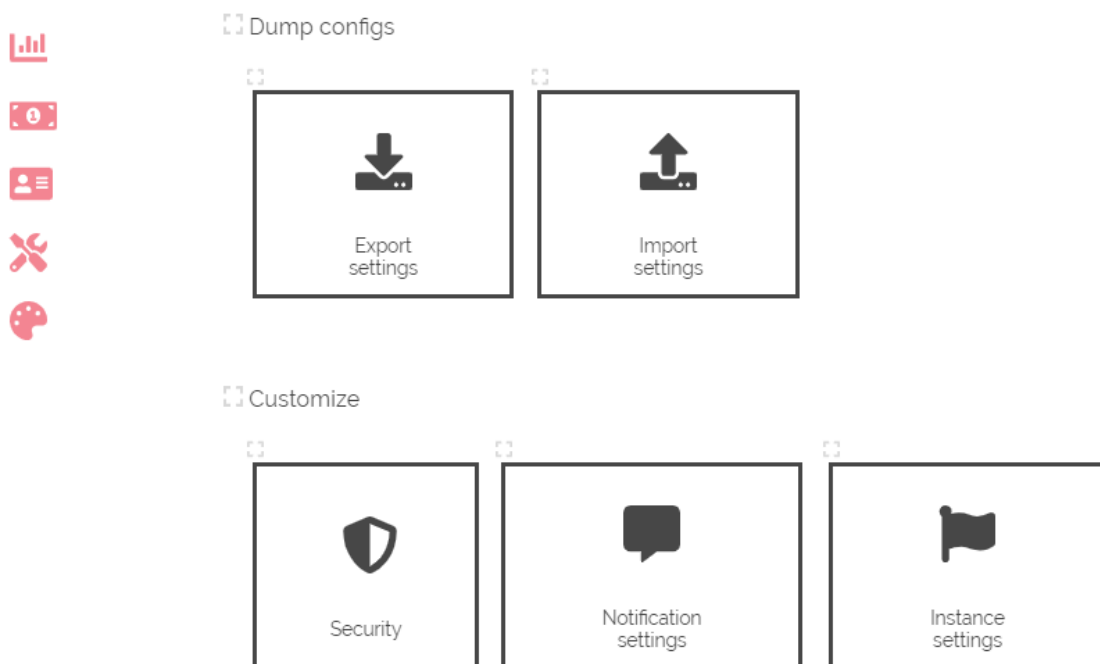 Dump configs
Export
settings
Import
settings
Customize
Security
Notification
settings
Instance
settings